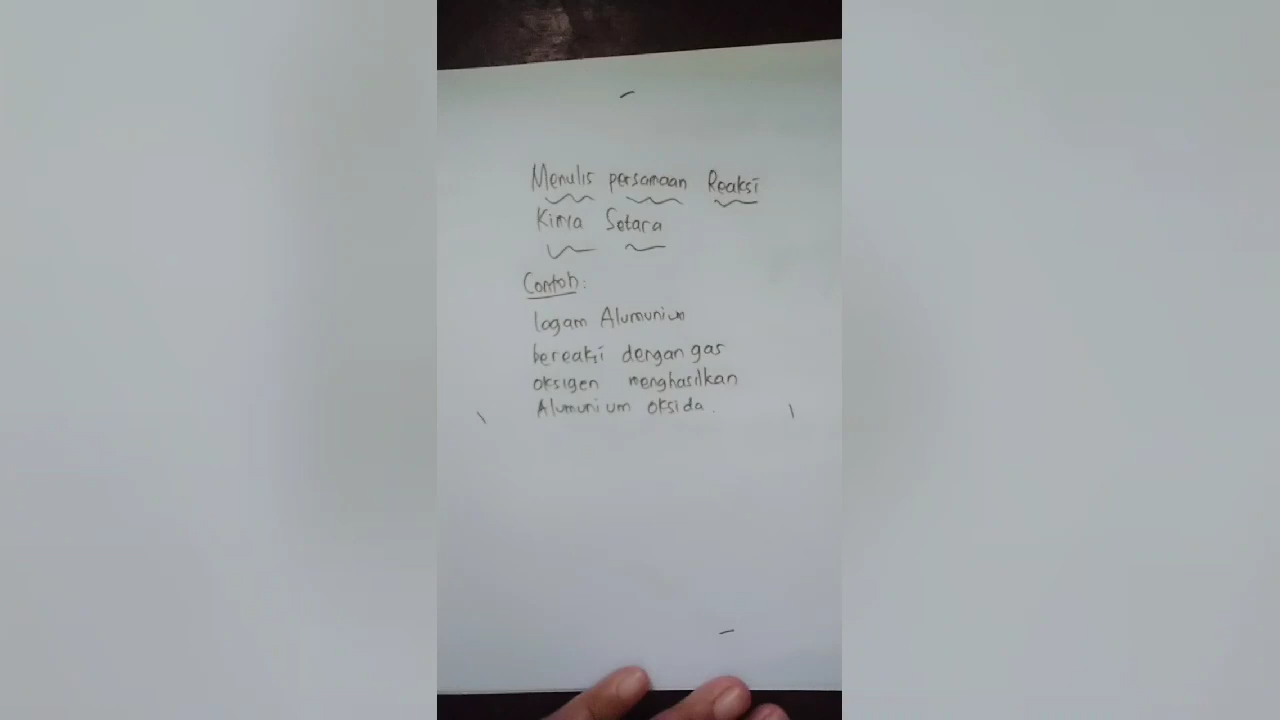 Menulis persamaan Reaksi
Kimia Setara
Contoh:
logam Alumunium
bereaksi dengan gas
oksigen menghasilkan
Alumunium oksida.